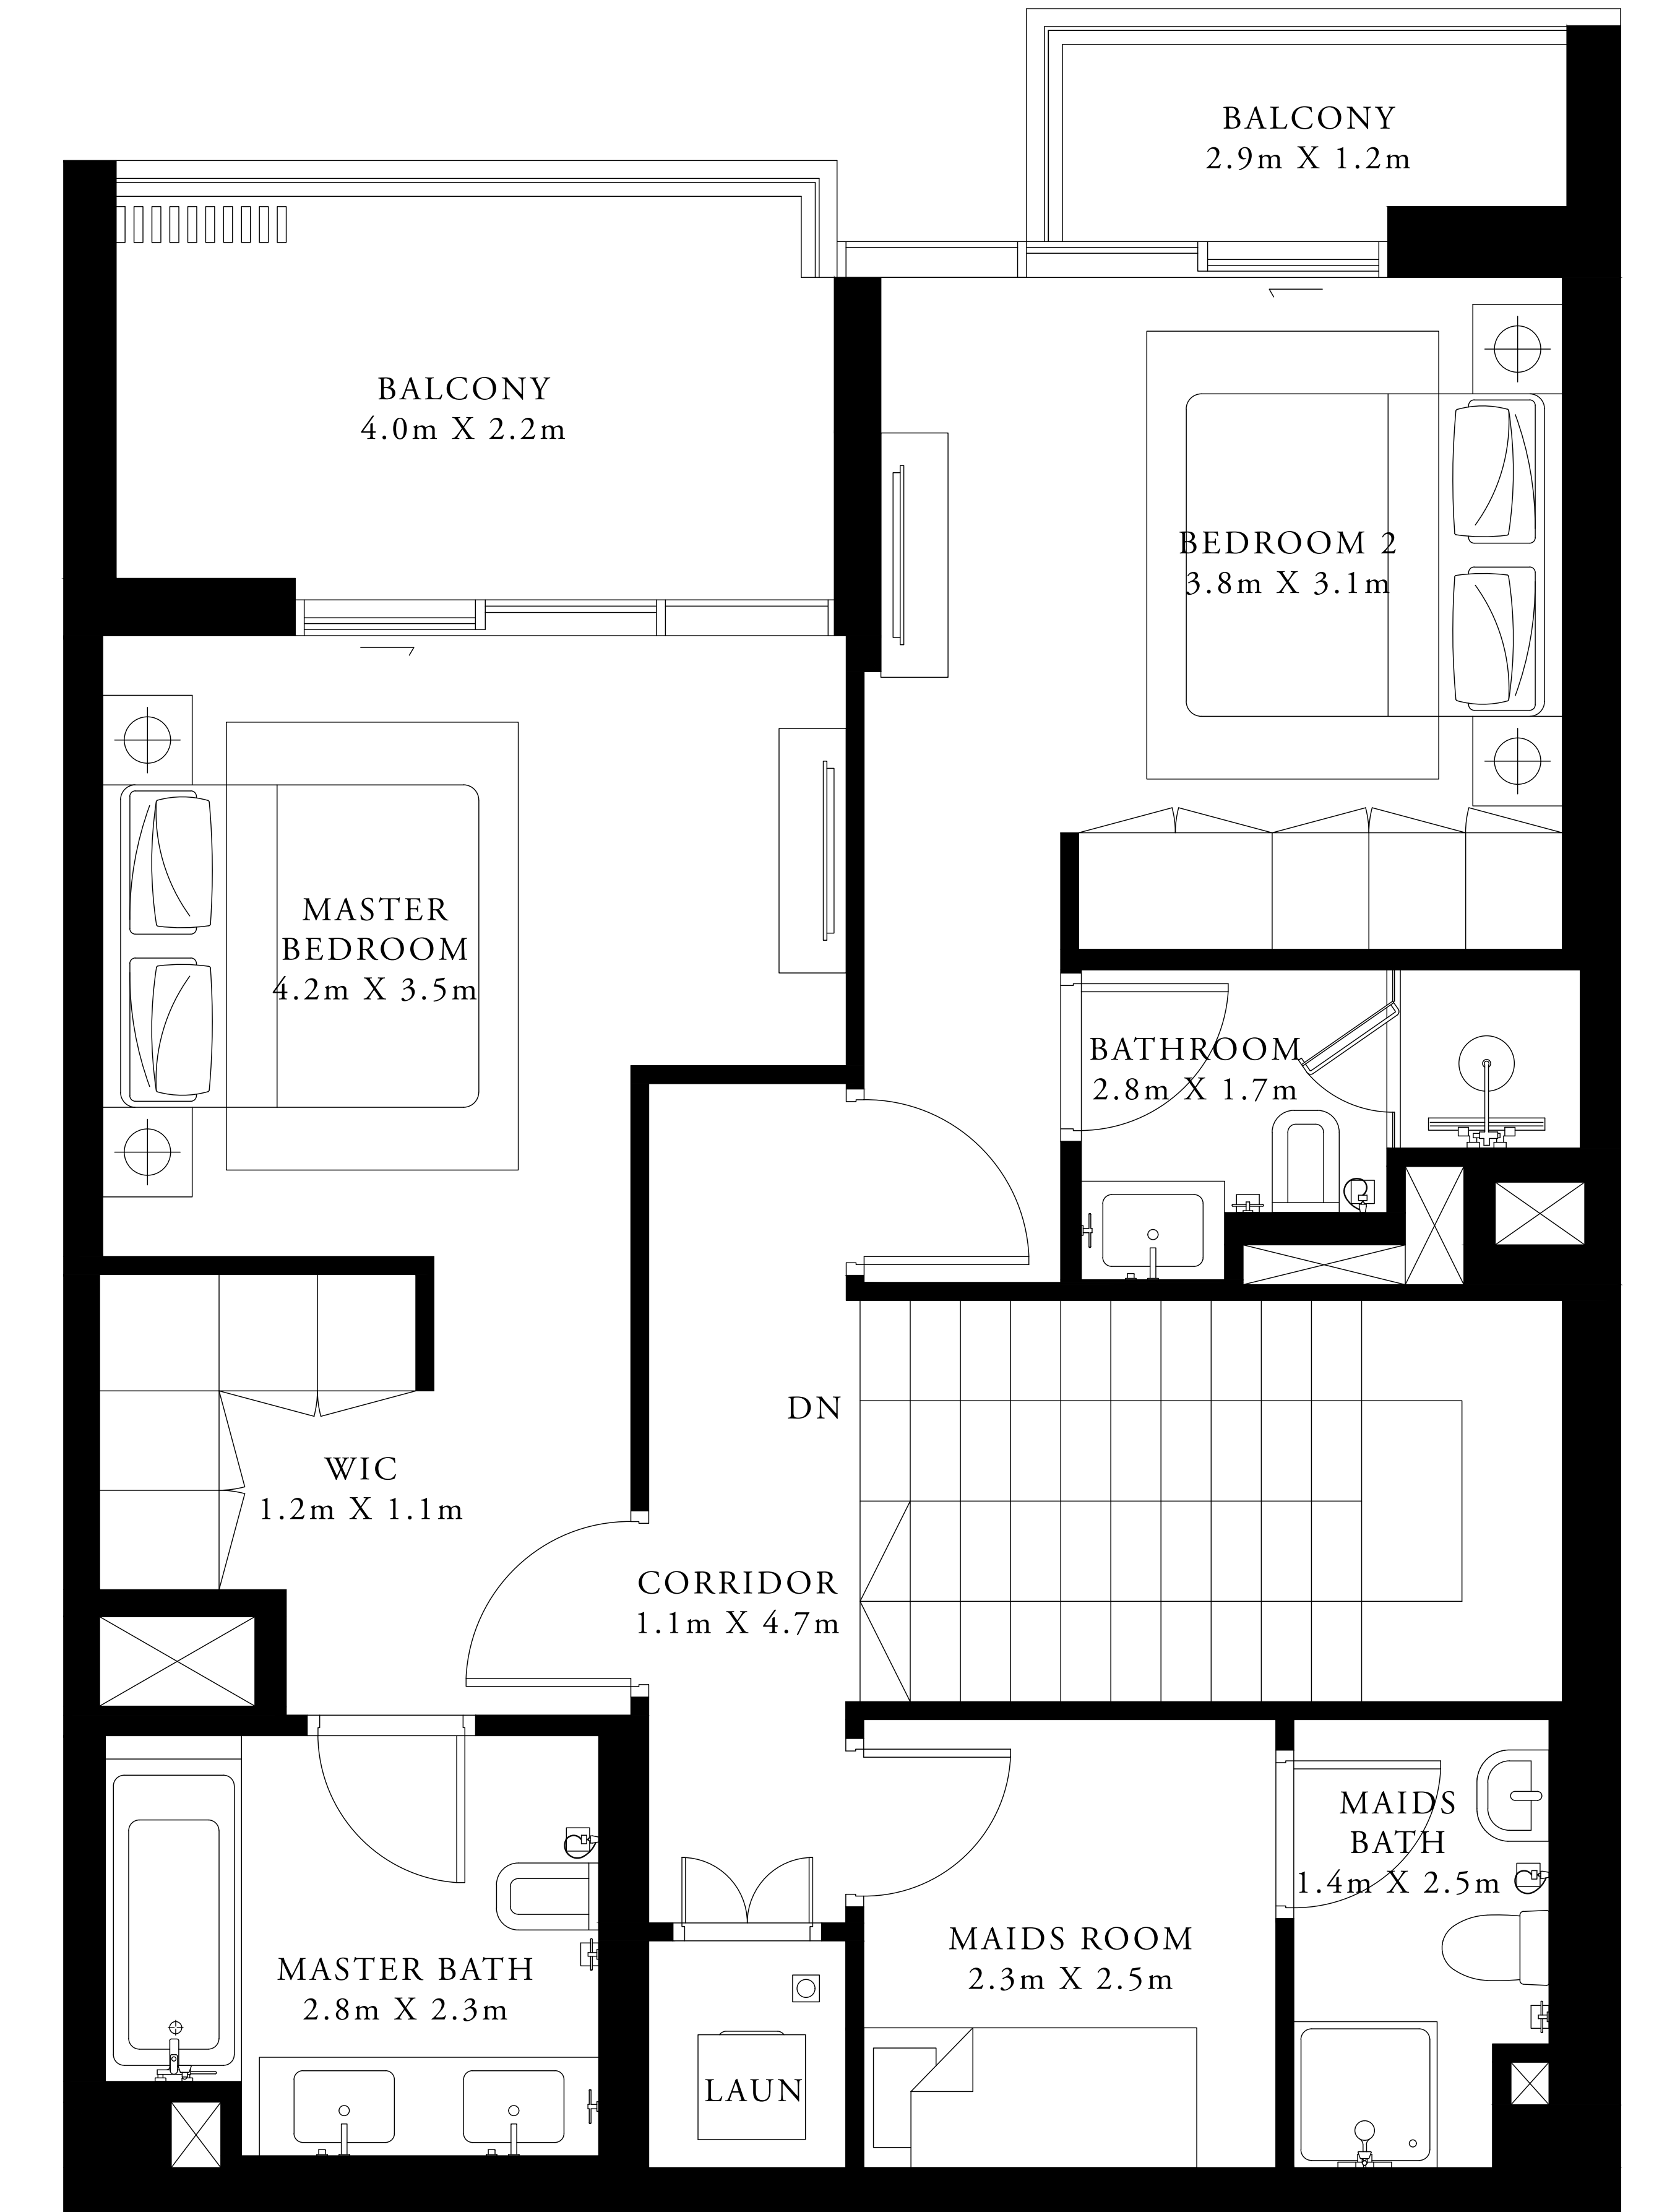 BALCONY
2.9m X 1.2m
BALCONY
4.0m X 2.2m
BEDROOM 2
3.8m X 3.1m
MASTER
BEDROOM
4.2m X 3.5m
BATHROOM
2.8m X 1.7m
DN
WIC
1.2m X 1.1m
CORRIDOR
1.1m X 4.7m
MAIDS
BATH
1.4m X 2.5m
MAIDS ROOM
2.3m X 2.5m
MASTER BATH
2.8m X 2.3m
LAUN